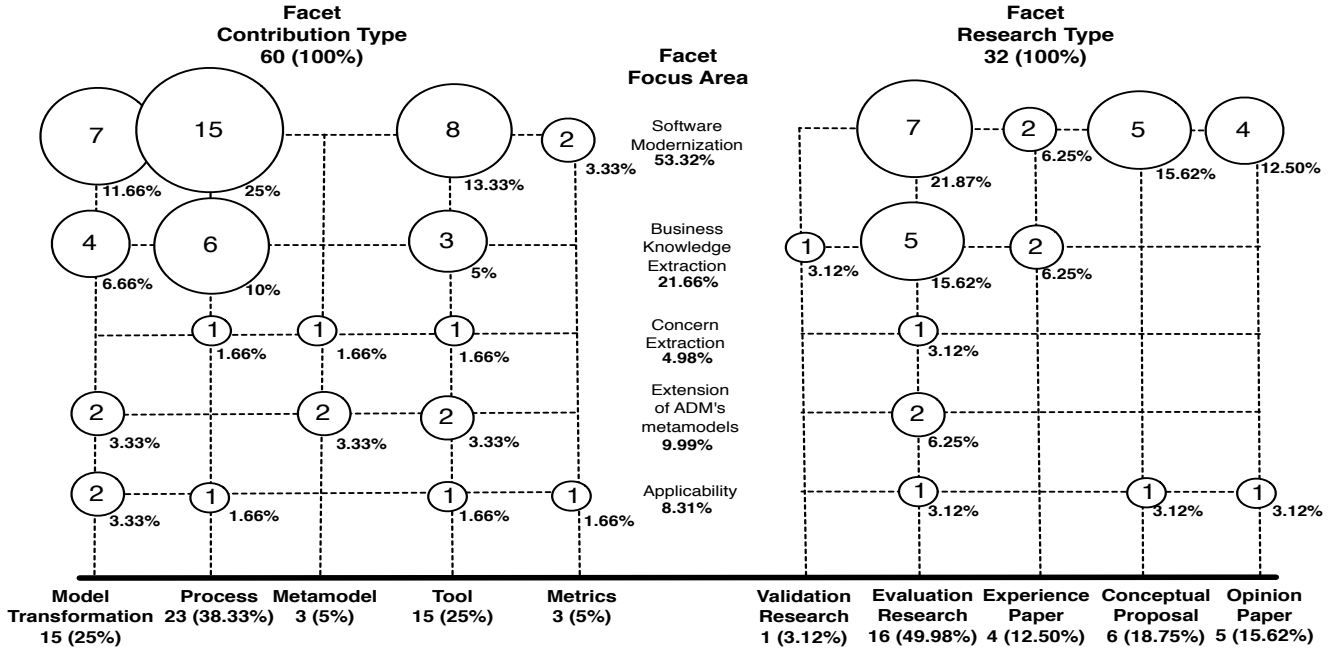 Facet
Contribution Type
60 (100%)
Facet
Research Type
32 (100%)
Facet
Focus Area
7
11.66%
15
25%
8
13.33%
2
3.33%
Software
Modernization
53.32%
7
21.87%
2
6.25%
5
15.62%
4
12.50%
4
6.66%
6
10%
3
5%
Business
Knowledge
Extraction
21.66%
1
3.12%
5
15.62%
2
6.25%
1
1.66%
1
1.66%
1
1.66%
Concern
Extraction
4.98%
1
3.12%
2
3.33%
2
3.33%
2
3.33%
Extension
of ADM's
metamodels
9.99%
2
6.25%
2
3.33%
1
1.66%
1
1.66%
1
1.66%
Applicability
8.31%
1
3.12%
1
3.12%
1
3.12%
Model
Transformation
15 (25%)
Process
23 (38.33%)
Metamodel
3 (5%)
Tool
15 (25%)
Metrics
3 (5%)
Validation
Research
1 (3.12%)
Evaluation
Research
16 (49.98%)
Experience
Paper
4 (12.50%)
Conceptual
Proposal
6 (18.75%)
Opinion
Paper
5 (15.62%)